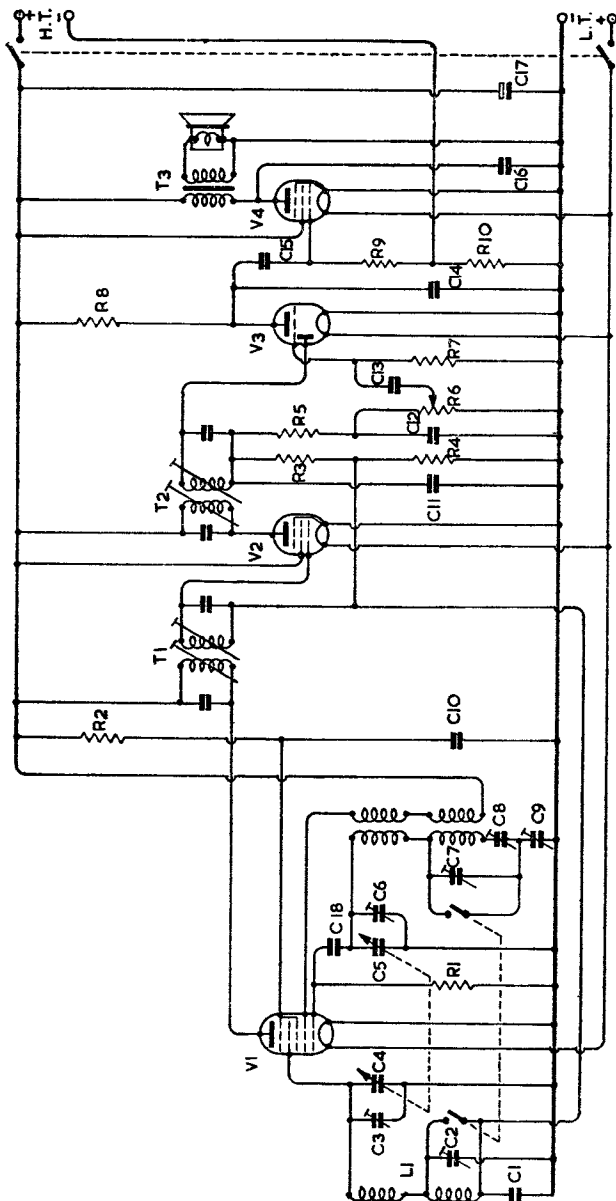 +
H.T.
−
R8
T3
R2
T1
T2
V4
V3
V2
C15
V1
R9
R5
R3
C13
R7
R10
C14
C12
R6
R4
C11
C10
C16
C17
C18
C6
C5
C7
C8
C9
R1
C4
C3
L1
C2
C1
−
L.T.
+